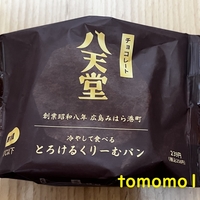 チョコレート
八天堂
創業昭和八年 広島みはら港町
冷やして食べる
とろけるくりーむパン
tomomo!